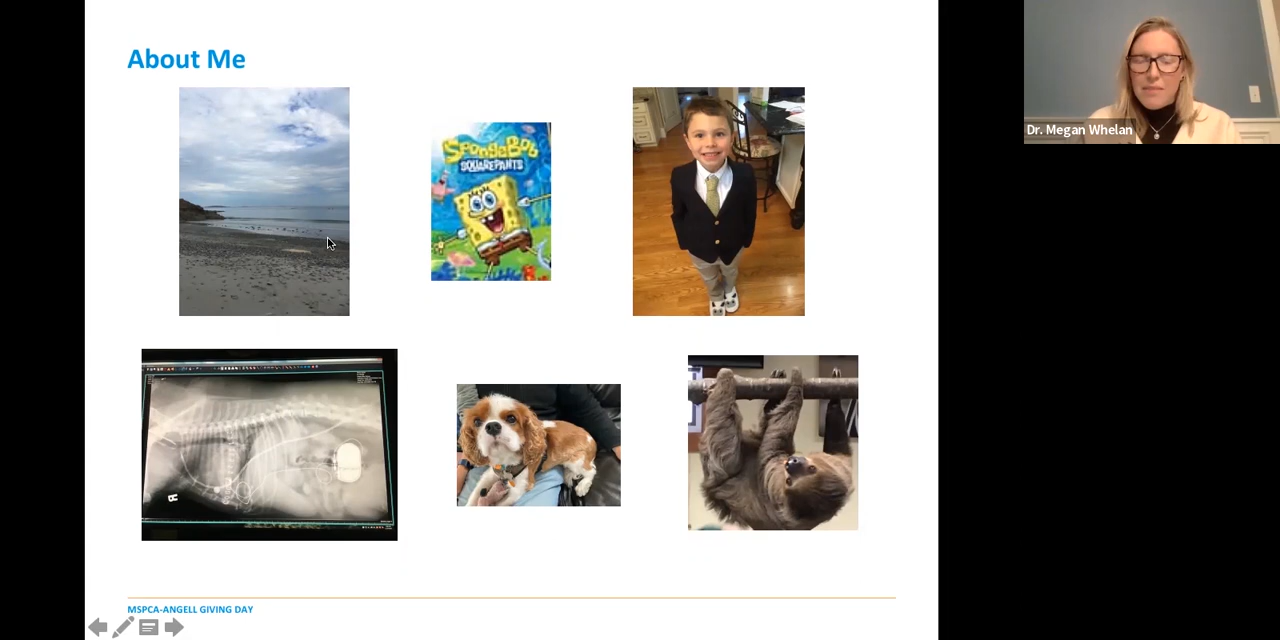 About Me
SpongeBob
SQUAREPANTS
R
MSPCA-ANGELL GIVING DAY
Dr. Megan Whelan